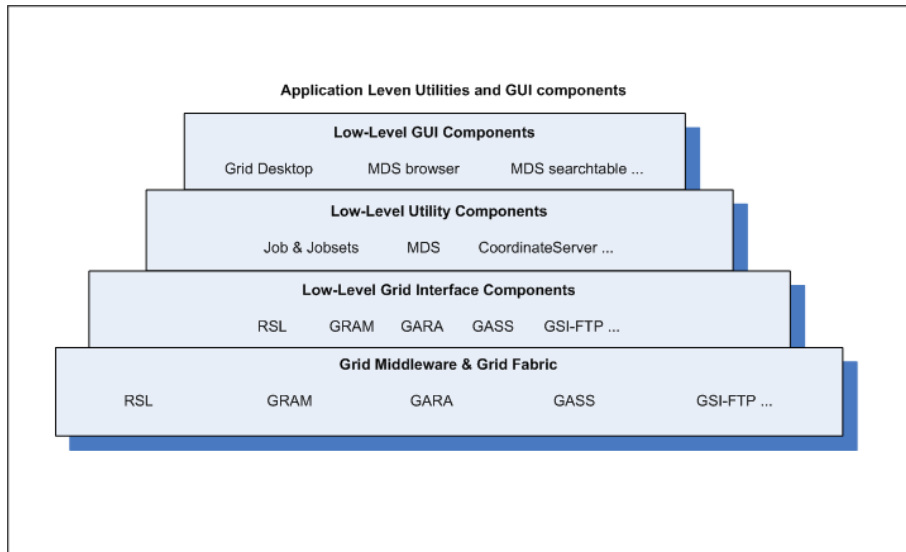 Application Leven Utilities and GUI components
Low-Level GUI Components
Grid Desktop MDS browser MDS searchtable ...
Low-Level Utility Components
Job & Jobsets MDS CoordinateServer ...
Low-Level Grid Interface Components
RSL GRAM GARA GASS GSI-FTP ...
Grid Middleware & Grid Fabric
RSL GRAM GARA GASS GSI-FTP ...